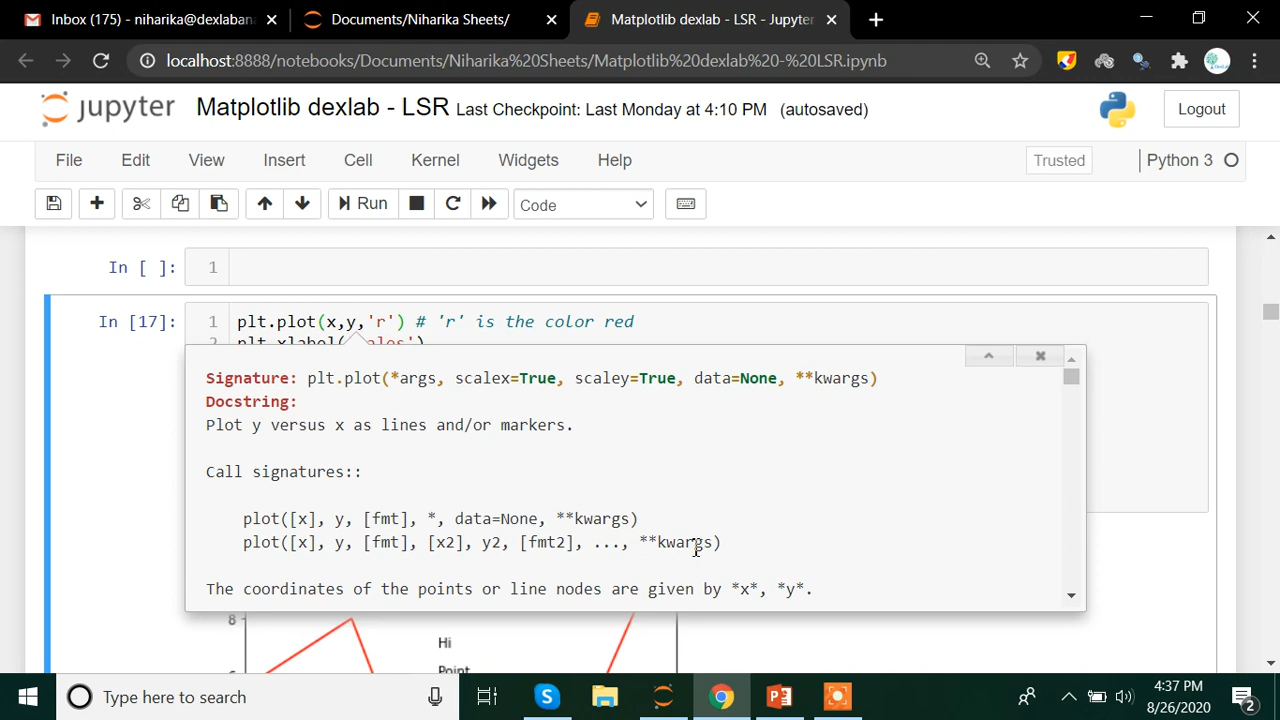 Inbox (175) - niharika@dexlabana
Documents/Niharika Sheets/
Matplotlib dexlab - LSR - Jupyter
localhost:8888/notebooks/Documents/Niharika%20Sheets/Matplotlib%20dexlab%20-%20LSR.ipynb
jupyter Matplotlib dexlab - LSR Last Checkpoint: Last Monday at 4:10 PM (autosaved) Logout
File Edit View Insert Cell Kernel Widgets Help Trusted Python 3
Run Code
In [ ]: 1
In [17]: 1 plt.plot(x,y,'r') # 'r' is the color red
2 plt.xlabel('Sales')
Signature: plt.plot(*args, scalex=True, scaley=True, data=None, **kwargs)
Docstring:
Plot y versus x as lines and/or markers.
Call signatures::
plot([x], y, [fmt], *, data=None, **kwargs)
plot([x], y, [fmt], [x2], y2, [fmt2], ..., **kwargs)
The coordinates of the points or line nodes are given by *x*, *y*.
8
Hi
Point
Type here to search
4:37 PM
8/26/2020
2